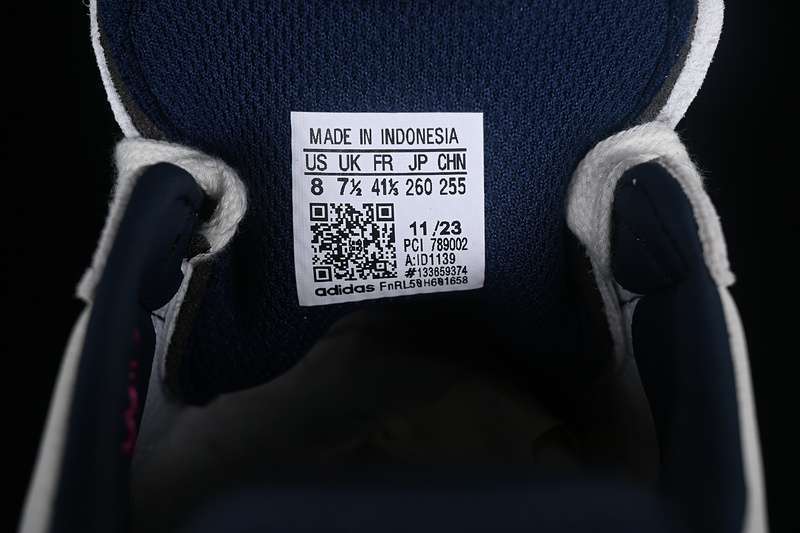 MADE IN INDONESIA
US UK FR JP CHN
8 7½ 41⅓ 260 255
11/23
PCI 789002
A:ID1139
#133659374
adidas FnRL50H601658